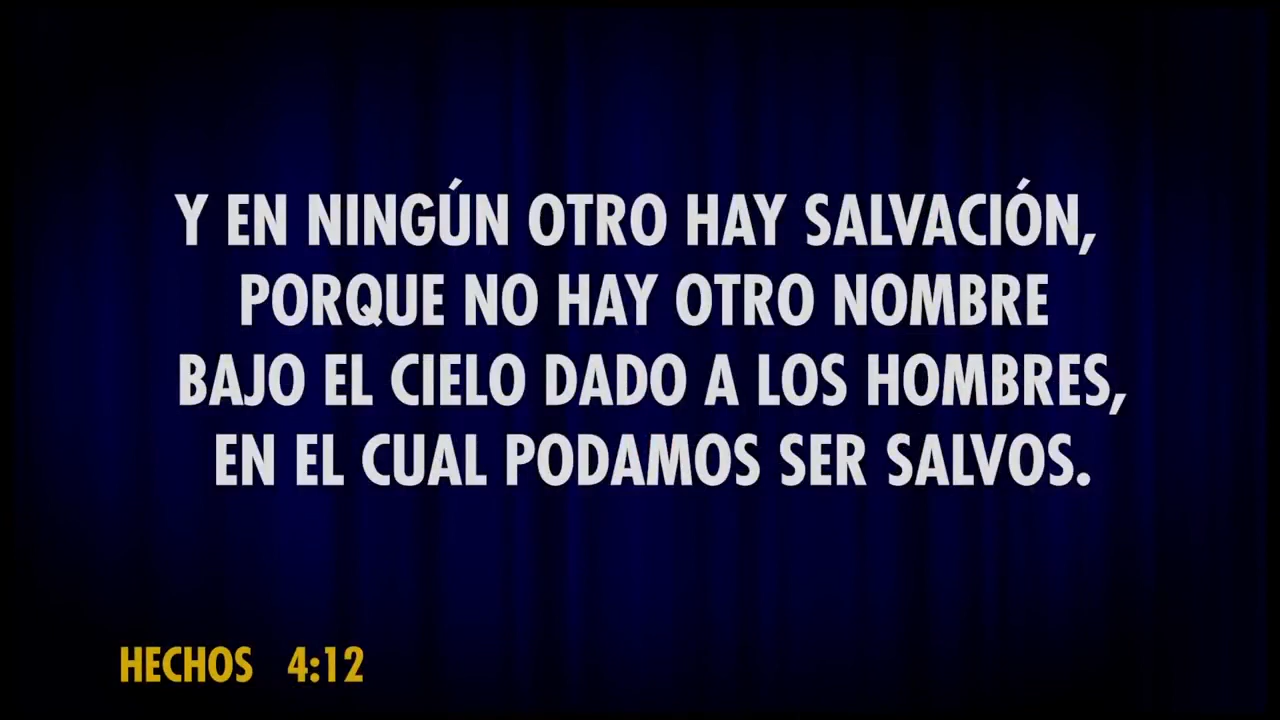 Y EN NINGÚN OTRO HAY SALVACIÓN,
PORQUE NO HAY OTRO NOMBRE
BAJO EL CIELO DADO A LOS HOMBRES,
EN EL CUAL PODAMOS SER SALVOS.
HECHOS 4:12